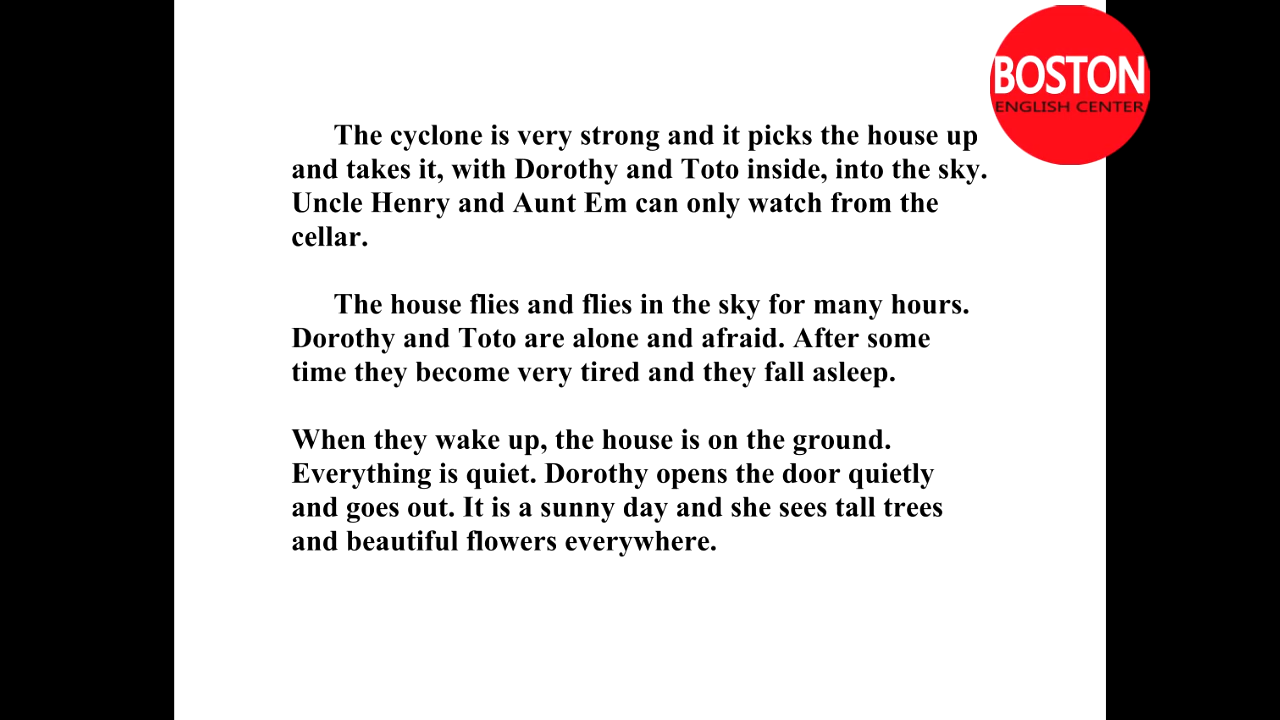 BOSTON
ENGLISH CENTER
The cyclone is very strong and it picks the house up
and takes it, with Dorothy and Toto inside, into the sky.
Uncle Henry and Aunt Em can only watch from the
cellar.
The house flies and flies in the sky for many hours.
Dorothy and Toto are alone and afraid. After some
time they become very tired and they fall asleep.
When they wake up, the house is on the ground.
Everything is quiet. Dorothy opens the door quietly
and goes out. It is a sunny day and she sees tall trees
and beautiful flowers everywhere.